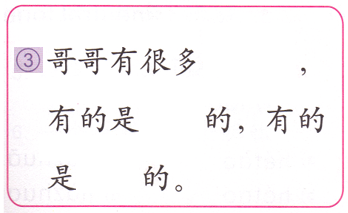 ③哥哥有很多　　　，
有的是　　的，有的
是　　的。